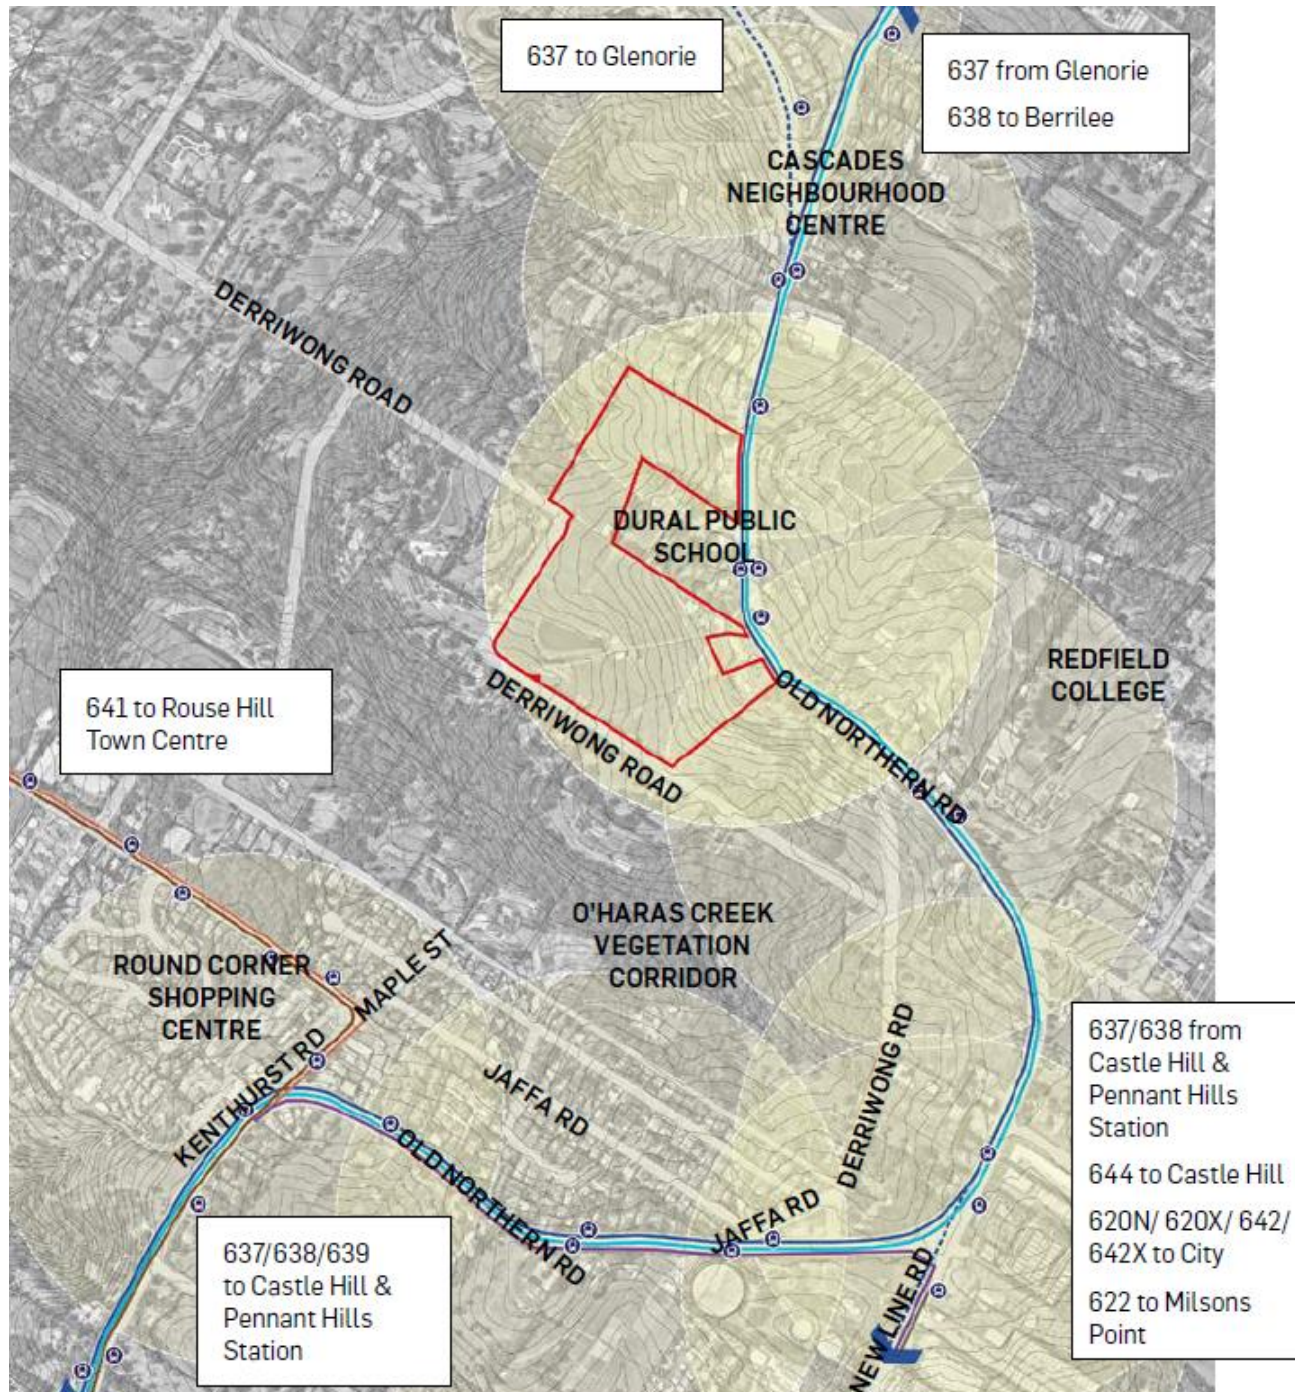 637 to Glenorie
637 from Glenorie
638 to Berrilee
CASCADES
NEIGHBOURHOOD
CENTRE
DERRIWONG ROAD
DURAL PUBLIC
SCHOOL
REDFIELD
COLLEGE
OLD NORTHERN RD
DERRIWONG ROAD
641 to Rouse Hill
Town Centre
O'HARAS CREEK
VEGETATION
CORRIDOR
ROUND CORNER
SHOPPING
CENTRE
MAPLE ST
KENTHURST RD
JAFFA RD
DERRIWONG RD
OLD NORTHERN RD
JAFFA RD
NEW LINE RD
637/638 from
Castle Hill &
Pennant Hills
Station
644 to Castle Hill
620N/ 620X/ 642/
642X to City
622 to Milsons
Point
637/638/639
to Castle Hill &
Pennant Hills
Station